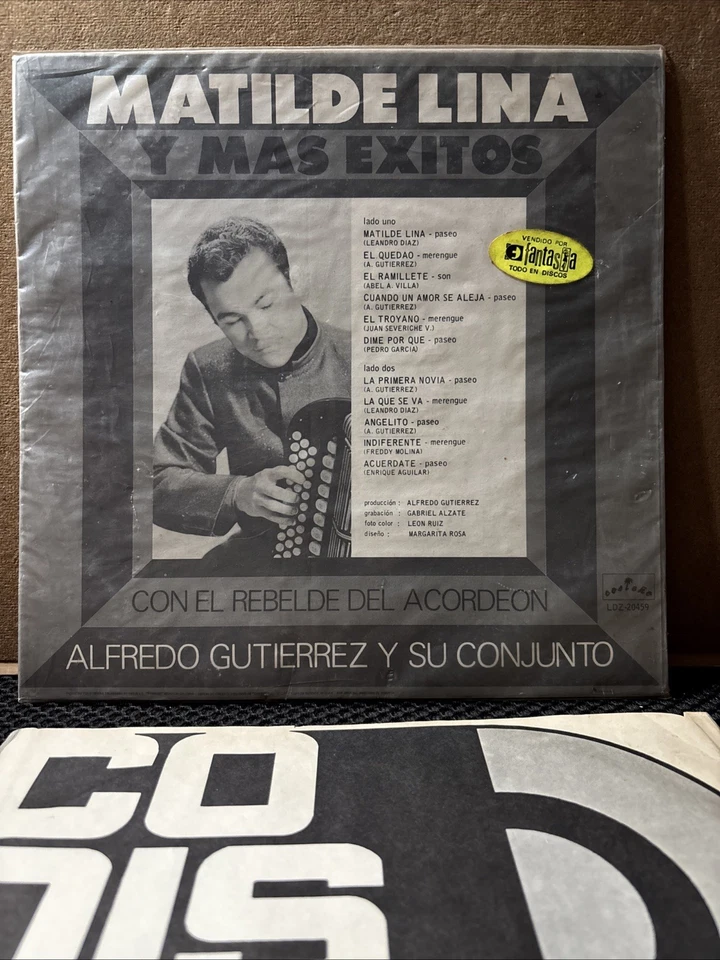 MATILDE LINA
Y MAS EXITOS
lado uno
MATILDE LINA - paseo
(LEANDRO DIAZ)
EL QUEDAO - merengue
(A. GUTIERREZ)
EL RAMILLETE - son
(ABEL A. VILLA)
CUANDO UN AMOR SE ALEJA - paseo
(A. GUTIERREZ)
EL TROYANO - merengue
(JUAN SEVERICHE V.)
DIME POR QUE - paseo
(PEDRO GARCIA)
lado dos
LA PRIMERA NOVIA - paseo
(A. GUTIERREZ)
LA QUE SE VA - merengue
(LEANDRO DIAZ)
ANGELITO - paseo
(A. GUTIERREZ)
INDIFERENTE - merengue
(FREDDY MOLINA)
ACUERDATE - paseo
(ENRIQUE AGUILAR)
producción : ALFREDO GUTIERREZ
grabación : GABRIEL ALZATE
foto color : LEON RUIZ
diseño : MARGARITA ROSA
VENDIDO POR
fantasia
TODO EN DISCOS
LDZ-20459
CON EL REBELDE DEL ACORDEON
ALFREDO GUTIERREZ Y SU CONJUNTO
CO
DIS